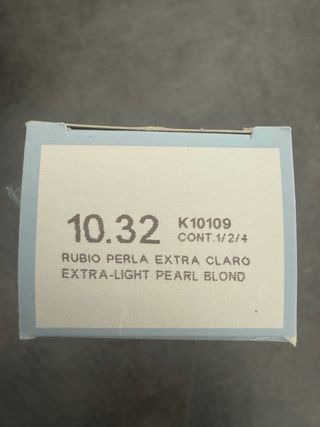 10.32 K10109
CONT.1/2/4
RUBIO PERLA EXTRA CLARO
EXTRA-LIGHT PEARL BLOND